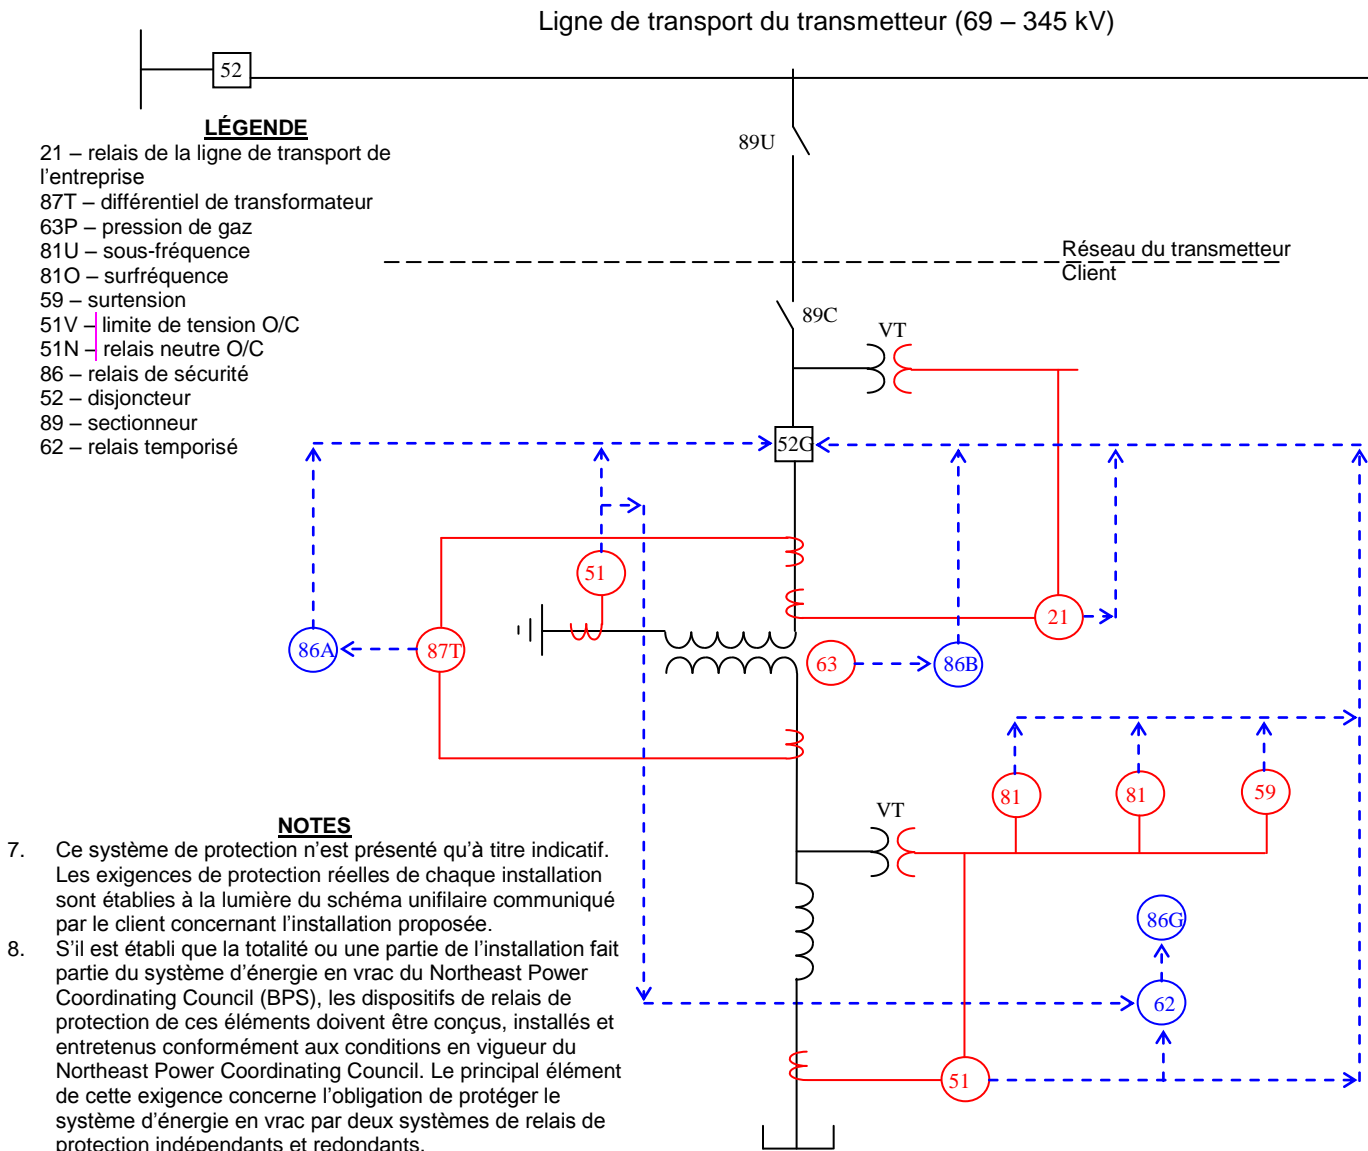 Ligne de transport du transmetteur (69 – 345 kV)
52
LÉGENDE
21 – relais de la ligne de transport de
l’entreprise
87T – différentiel de transformateur
63P – pression de gaz
81U – sous-fréquence
81O – surfréquence
59 – surtension
51V – limite de tension O/C
51N – relais neutre O/C
86 – relais de sécurité
52 – disjoncteur
89 – sectionneur
62 – relais temporisé
89U
Réseau du transmetteur
Client
89C
VT
52G
51
21
86A
87T
63
86B
81
81
59
VT
86G
62
51
NOTES
7. Ce système de protection n’est présenté qu’à titre indicatif.
Les exigences de protection réelles de chaque installation
sont établies à la lumière du schéma unifilaire communiqué
par le client concernant l’installation proposée.
8. S’il est établi que la totalité ou une partie de l’installation fait
partie du système d’énergie en vrac du Northeast Power
Coordinating Council (BPS), les dispositifs de relais de
protection de ces éléments doivent être conçus, installés et
entretenus conformément aux conditions en vigueur du
Northeast Power Coordinating Council. Le principal élément
de cette exigence concerne l’obligation de protéger le
système d’énergie en vrac par deux systèmes de relais de
protection indépendants et redondants.